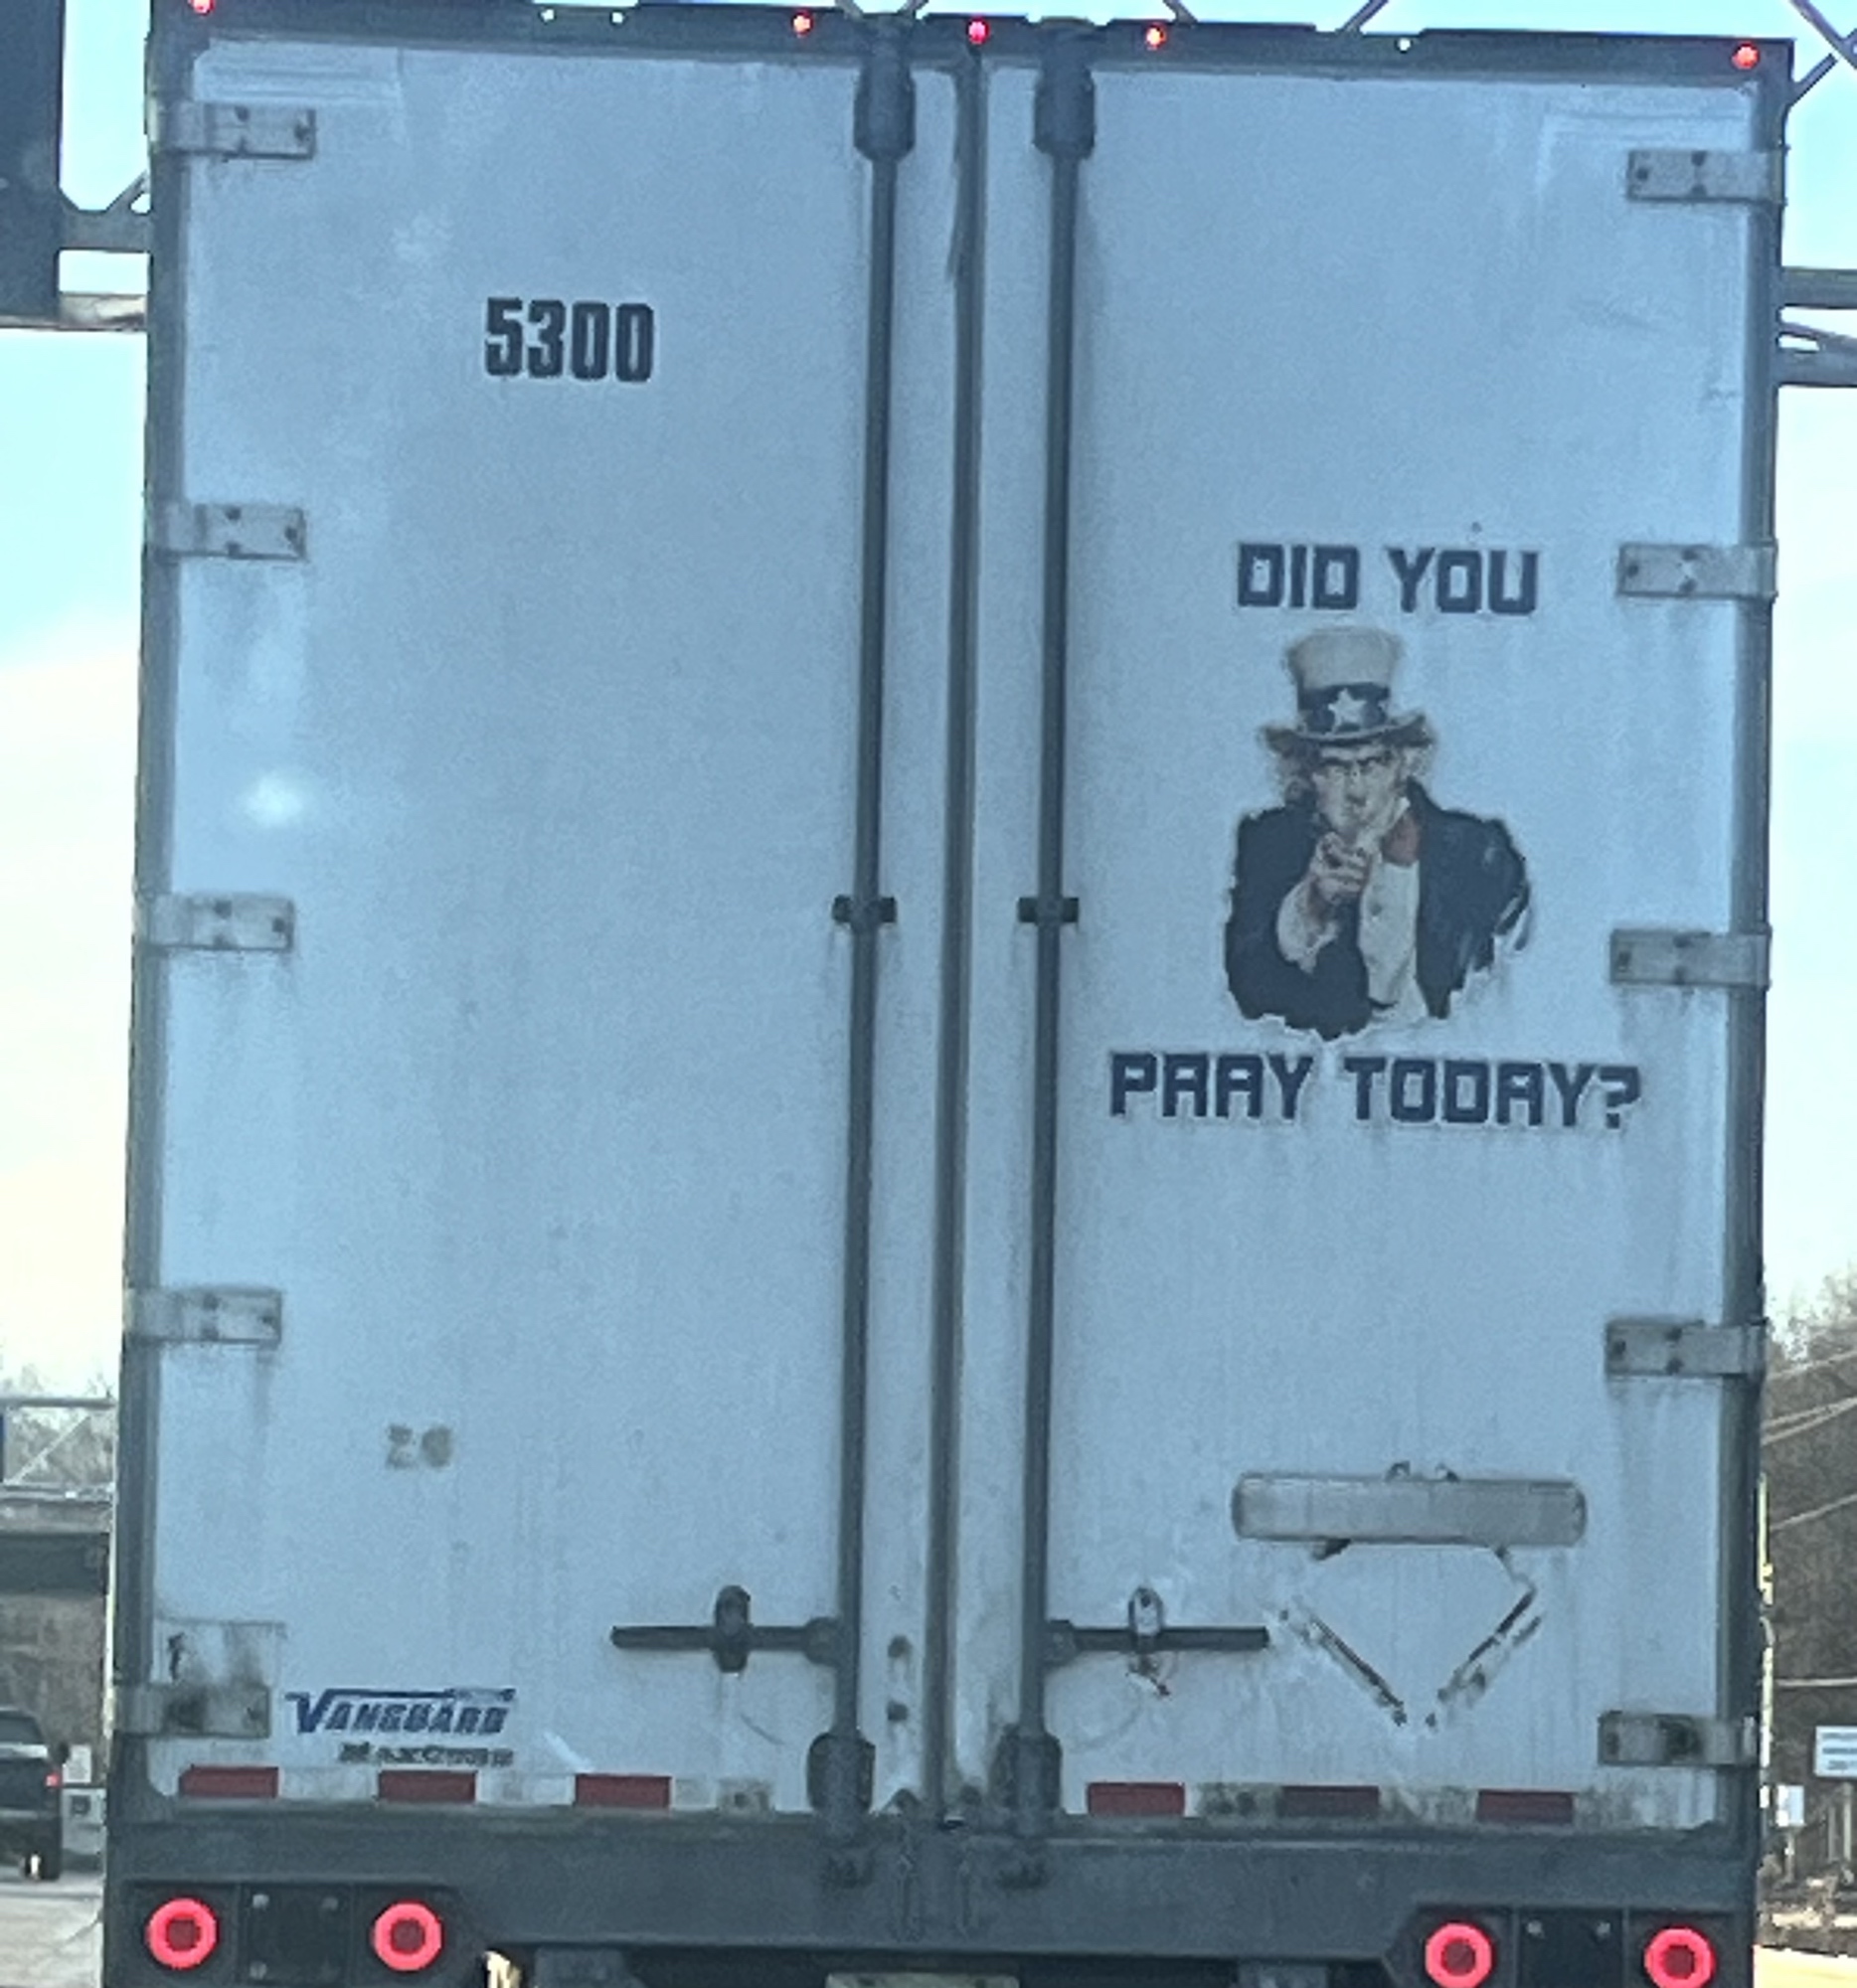 5300
DID YOU
PRAY TODAY?
VANGUARD